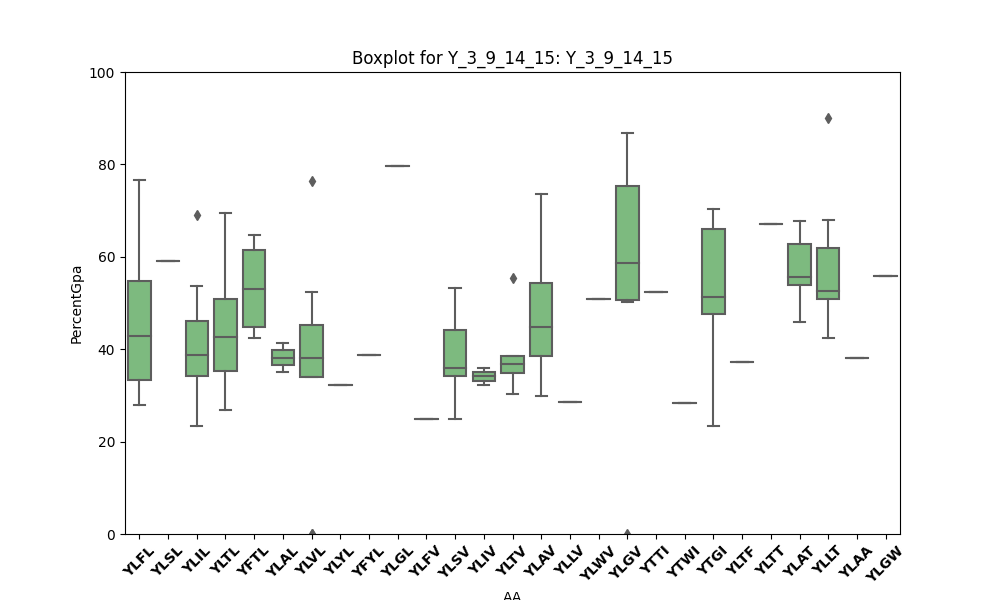 Boxplot for Y_3_9_14_15: Y_3_9_14_15
100
80
60
40
20
0
PercentGpa
YLFL YLSL YLIL YLTL YFTL YLAL YLVL YLYL YFYL YLGL YLFV YLSV YLIV YLTV YLAV YLLV YLWV YLGV YTTI YTWI YTGI YLTF YLTT YLAT YLLT YLAA YLGW
AA